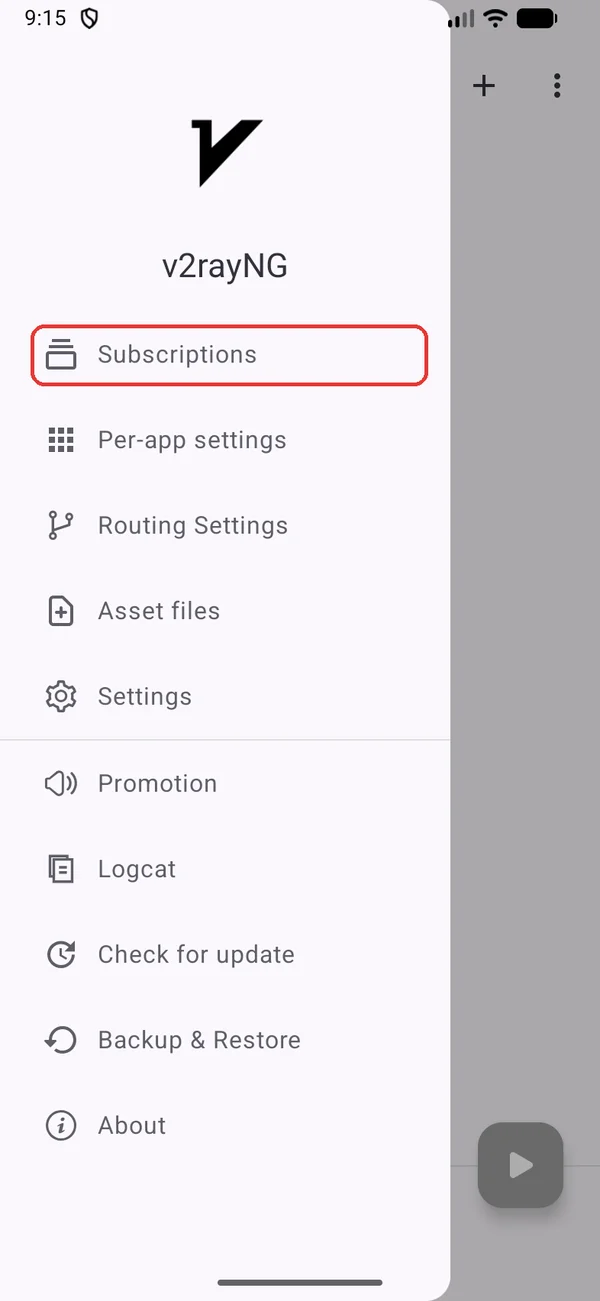 9:15
v2rayNG
Subscriptions
Per-app settings
Routing Settings
Asset files
Settings
Promotion
Logcat
Check for update
Backup & Restore
About